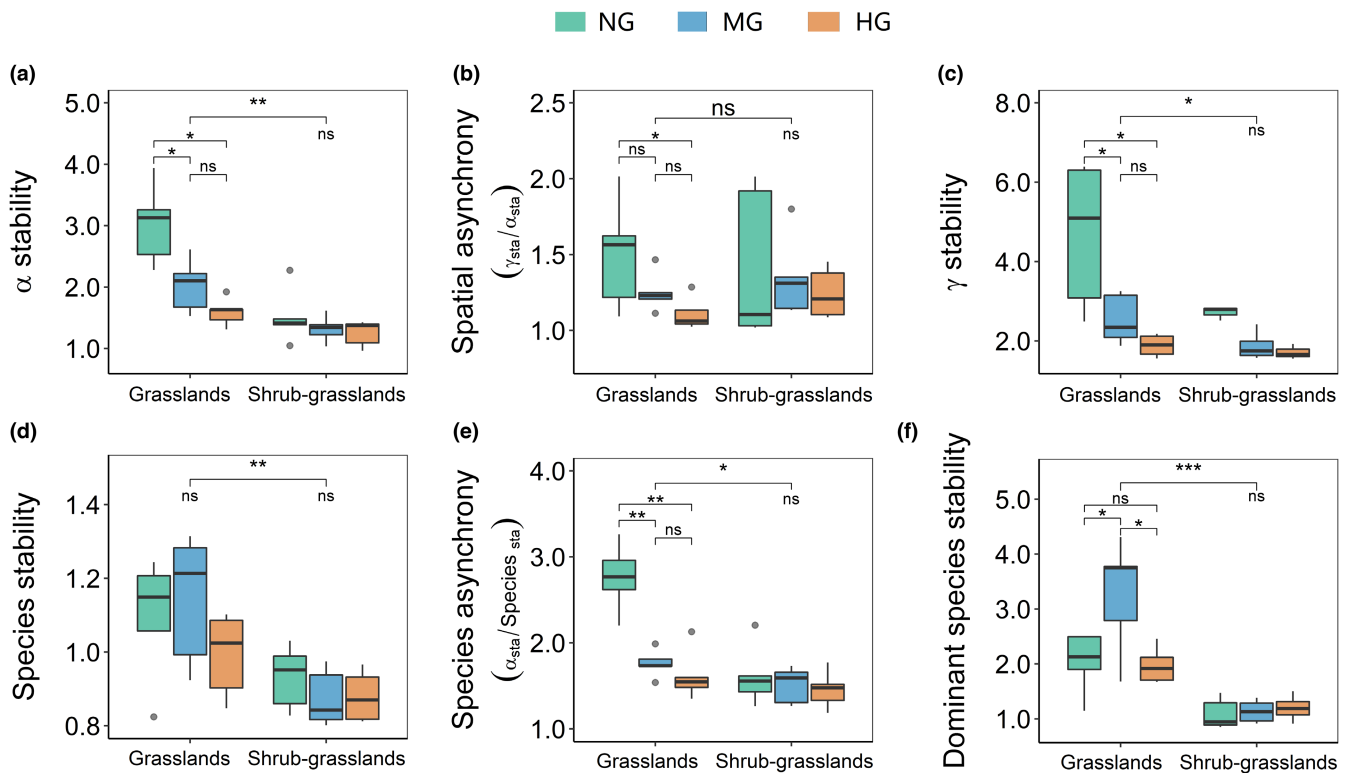 NG MG HG
(a)
α stability
5.0
4.0
3.0
2.0
1.0
**
*
*
ns
ns
Grasslands Shrub-grasslands
(b)
Spatial asynchrony
(γsta/αsta)
2.5
2.0
1.5
1.0
ns
*
ns
ns
ns
Grasslands Shrub-grasslands
(c)
γ stability
8.0
6.0
4.0
2.0
*
*
*
ns
ns
Grasslands Shrub-grasslands
(d)
Species stability
1.4
1.2
1.0
0.8
**
ns ns
Grasslands Shrub-grasslands
(e)
Species asynchrony
(αsta/Species sta)
4.0
3.0
2.0
1.0
*
**
**
ns
ns
Grasslands Shrub-grasslands
(f)
Dominant species stability
5.0
4.0
3.0
2.0
1.0
***
ns
*
*
ns
Grasslands Shrub-grasslands